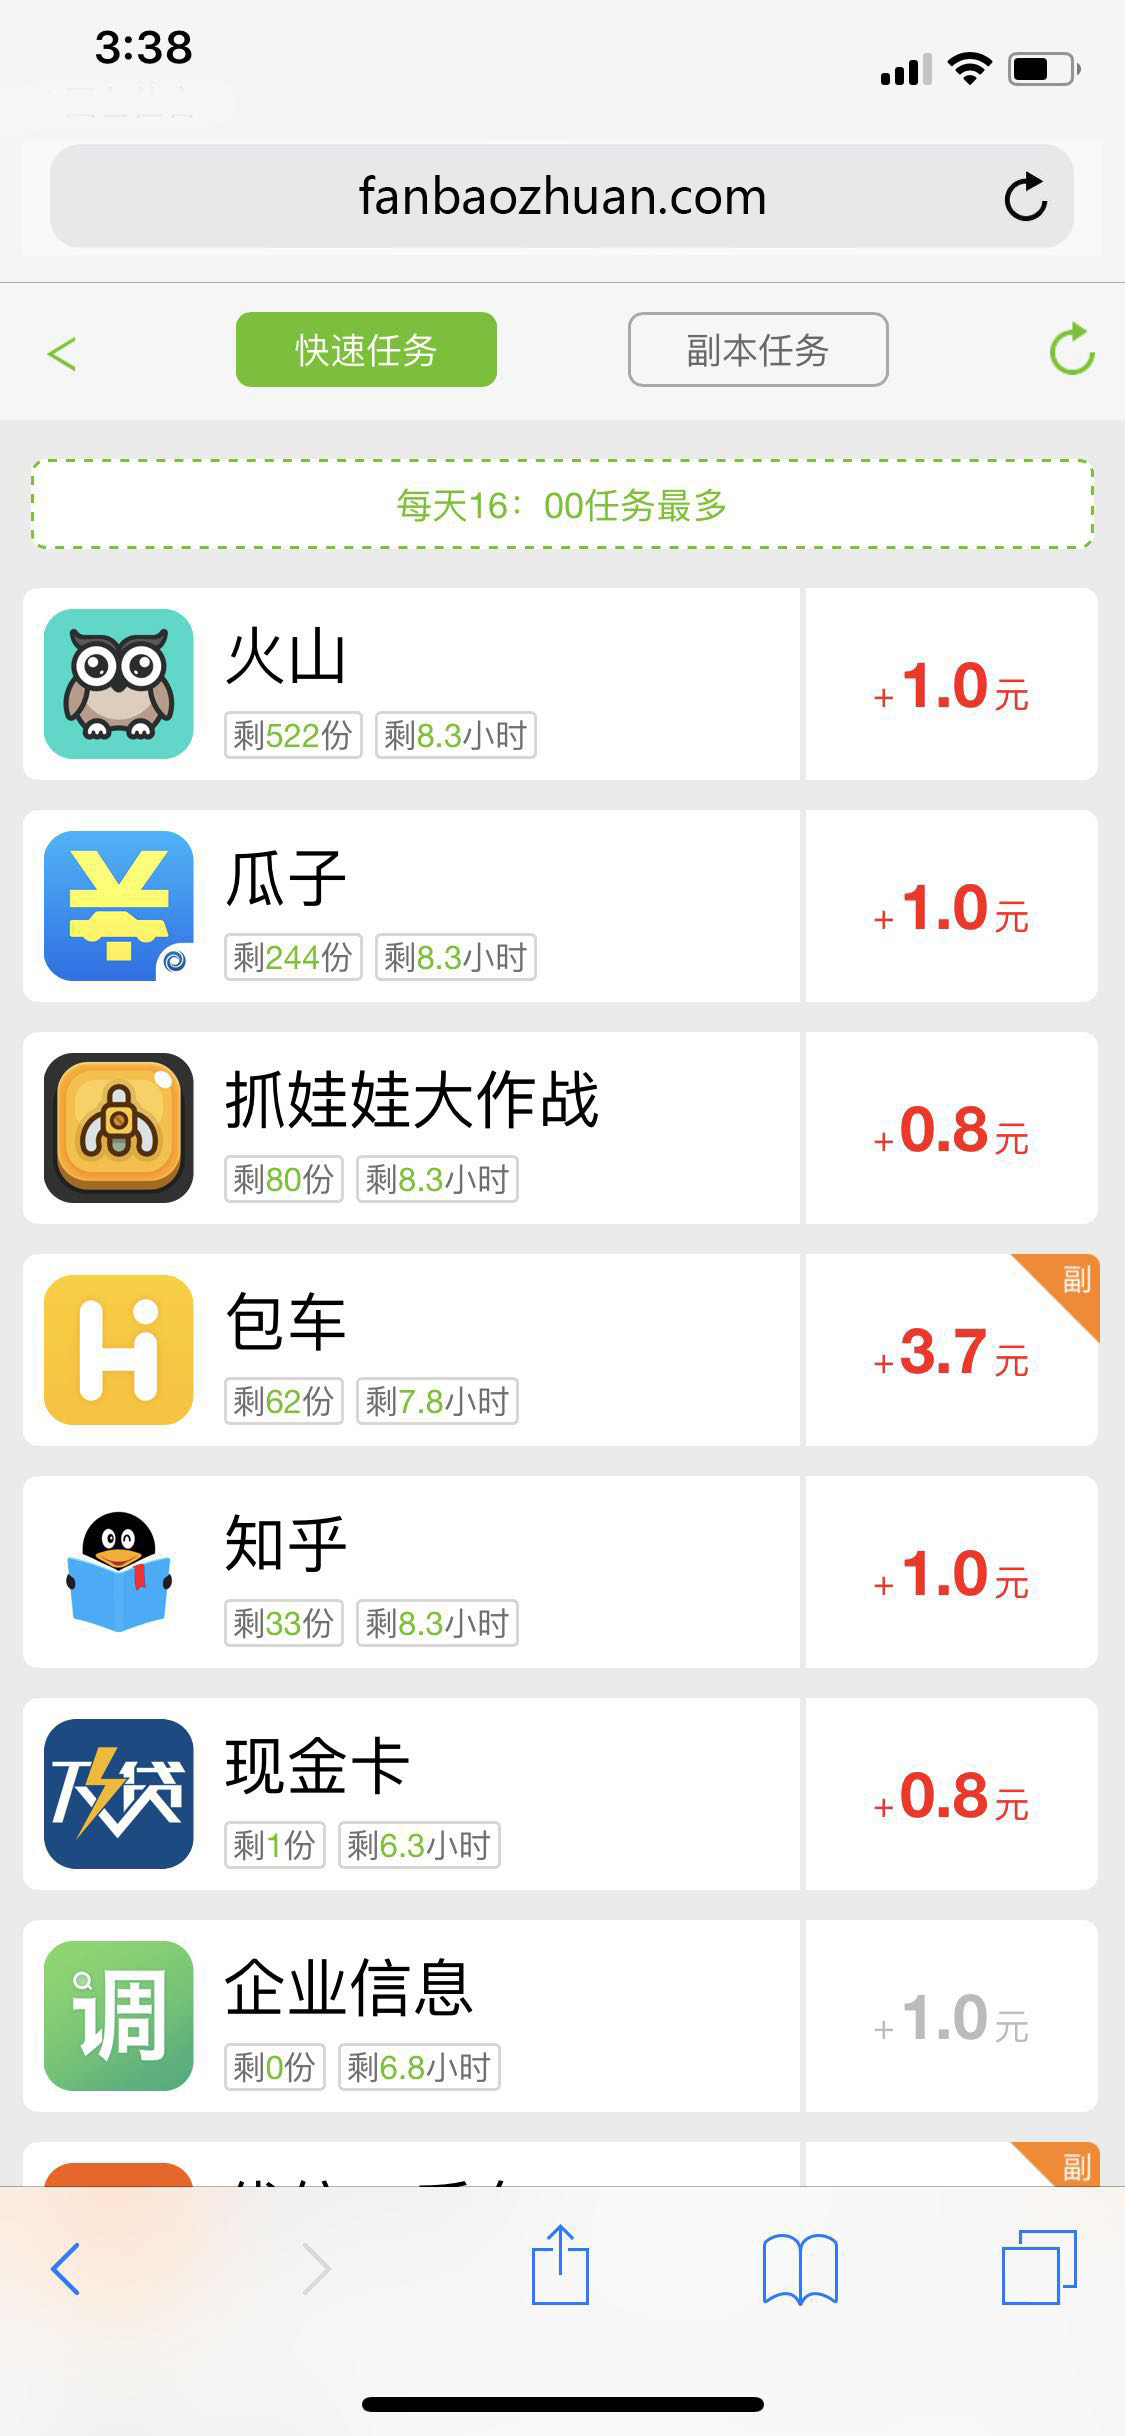 3:38
fanbaozhuan.com
快速任务
副本任务
每天16：00任务最多
火山
剩522份 剩8.3小时
+1.0元
瓜子
剩244份 剩8.3小时
+1.0元
抓娃娃大作战
剩80份 剩8.3小时
+0.8元
副
包车
剩62份 剩7.8小时
+3.7元
知乎
剩33份 剩8.3小时
+1.0元
现金卡
剩1份 剩6.3小时
+0.8元
调
企业信息
剩0份 剩6.8小时
+1.0元
副